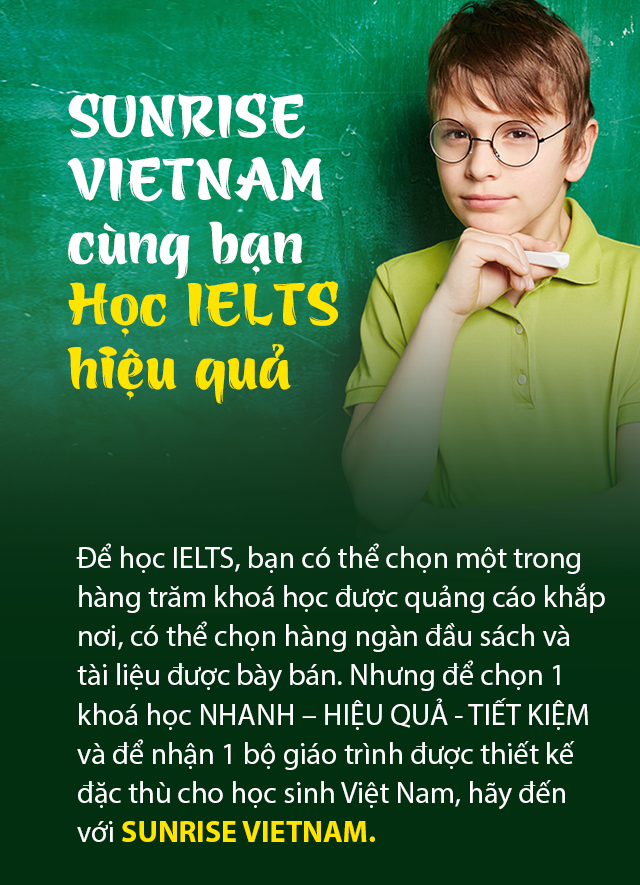 SUNRISE
VIETNAM
cùng bạn
Học IELTS
hiệu quả
Để học IELTS, bạn có thể chọn một trong
hàng trăm khoá học được quảng cáo khắp
nơi, có thể chọn hàng ngàn đầu sách và
tài liệu được bày bán. Nhưng để chọn 1
khoá học NHANH – HIỆU QUẢ - TIẾT KIỆM
và để nhận 1 bộ giáo trình được thiết kế
đặc thù cho học sinh Việt Nam, hãy đến
với SUNRISE VIETNAM.